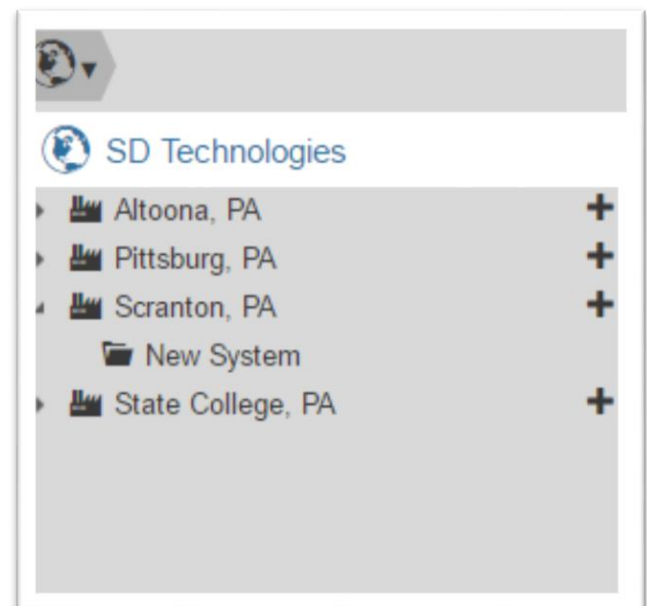 SD Technologies
Altoona, PA
Pittsburg, PA
Scranton, PA
New System
State College, PA